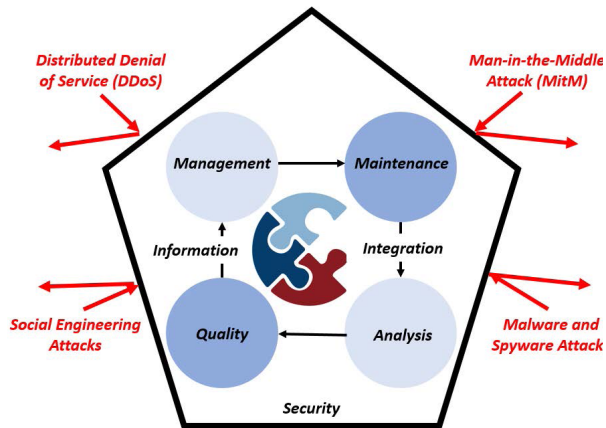 Distributed Denial
of Service (DDoS)
Man-in-the-Middle
Attack (MitM)
Management
Maintenance
Information
Integration
Social Engineering
Attacks
Quality
Analysis
Malware and
Spyware Attack
Security